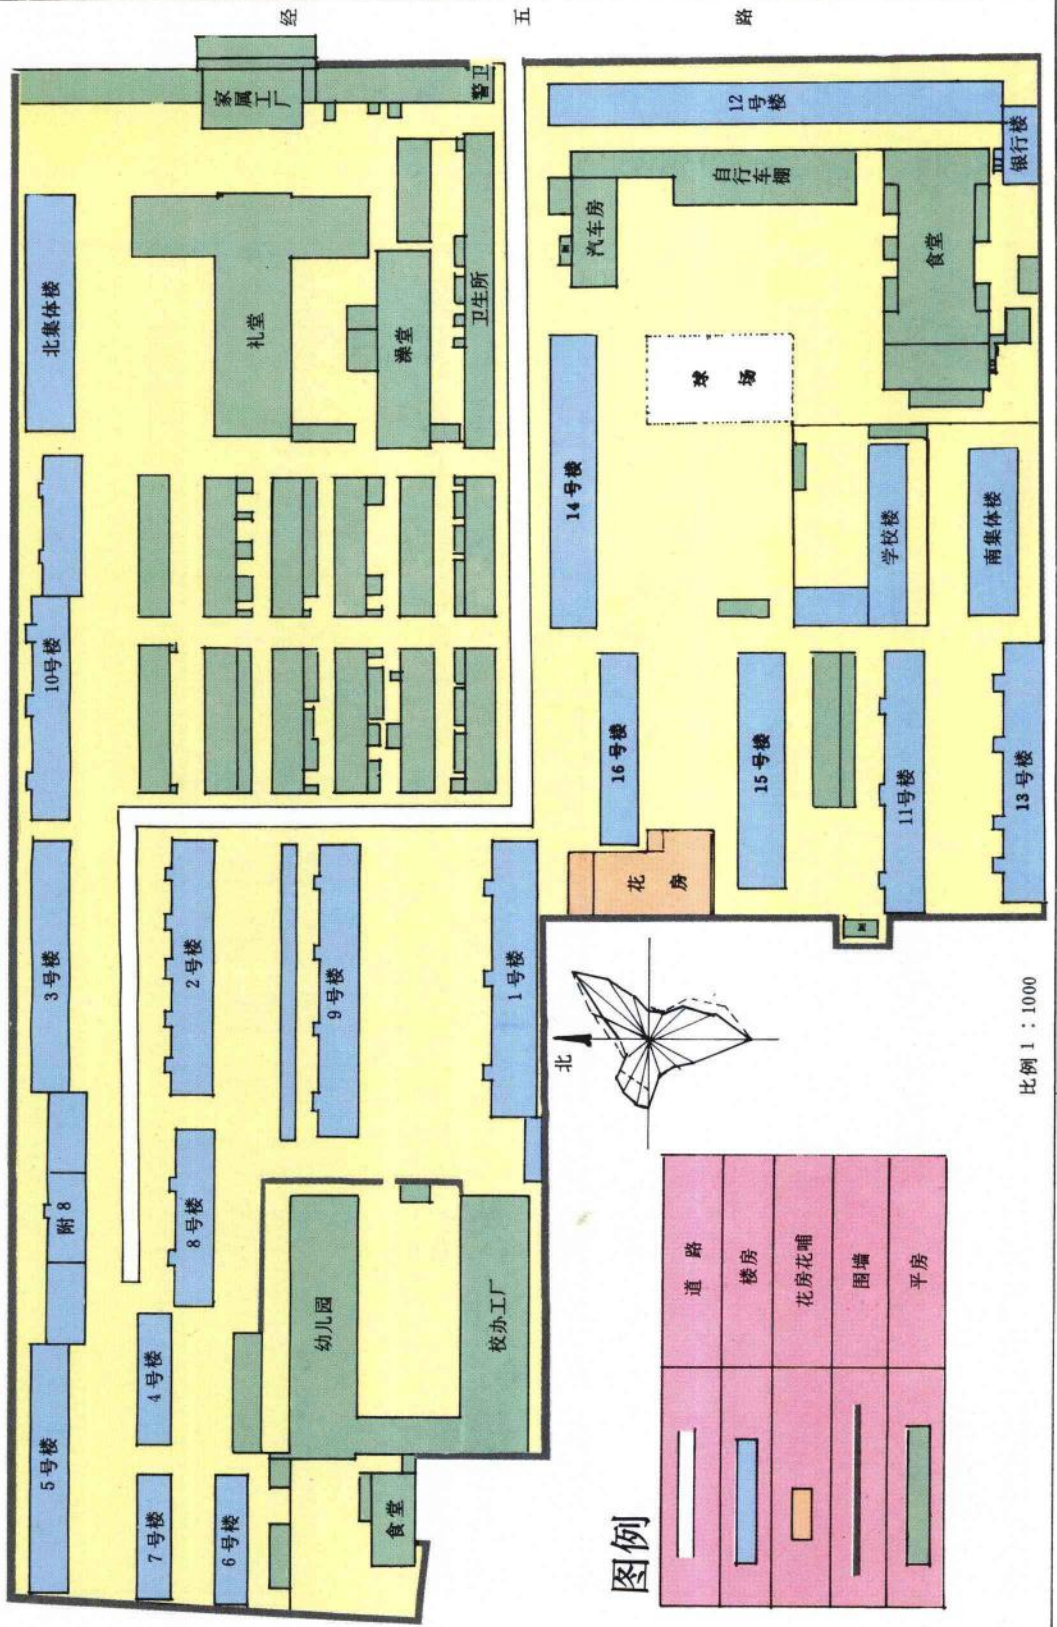 经 五 路
家属工厂
警卫
北集体楼
礼堂
澡堂
卫生所
10号楼
3号楼
附8
5号楼
2号楼
8号楼
4号楼
7号楼
6号楼
9号楼
1号楼
幼儿园
校办工厂
食堂
12号楼
银行楼
自行车棚
汽车房
食堂
球 场
14号楼
学校楼
南集体楼
16号楼
15号楼
11号楼
13号楼
花房
北
图例
道 路
楼房
花房花哺
围墙
平房
比例 1：1000